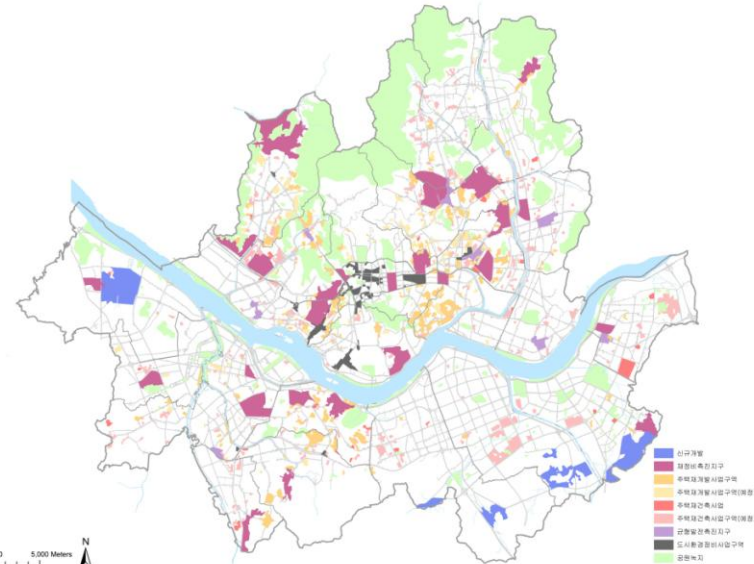 신규개발
재정비촉진지구
주택재개발사업구역
주택재개발사업구역(예정
주택재건축사업
주택재건축사업구역(예정
균형발전촉진지구
도시환경정비사업구역
공원녹지
N
0 5,000 Meters